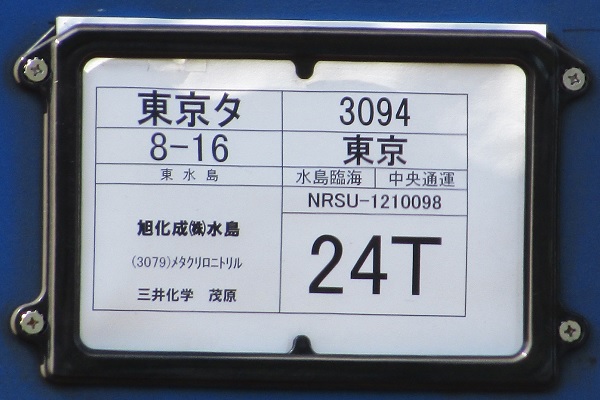 東京タ 3094
8-16 東京
東水島 水島臨海 中央通運
NRSU-1210098
旭化成㈱水島
24T
(3079)メタクリロニトリル
三井化学 茂原